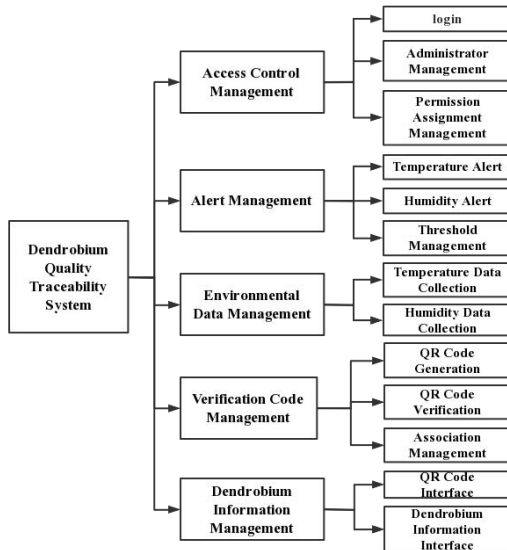 Dendrobium
Quality
Traceability
System
Access Control
Management
login
Administrator
Management
Permission
Assignment
Management
Alert Management
Temperature Alert
Humidity Alert
Threshold
Management
Environmental
Data Management
Temperature Data
Collection
Humidity Data
Collection
Verification Code
Management
QR Code
Generation
QR Code
Verification
Association
Management
Dendrobium
Information
Management
QR Code
Interface
Dendrobium
Information
Interface